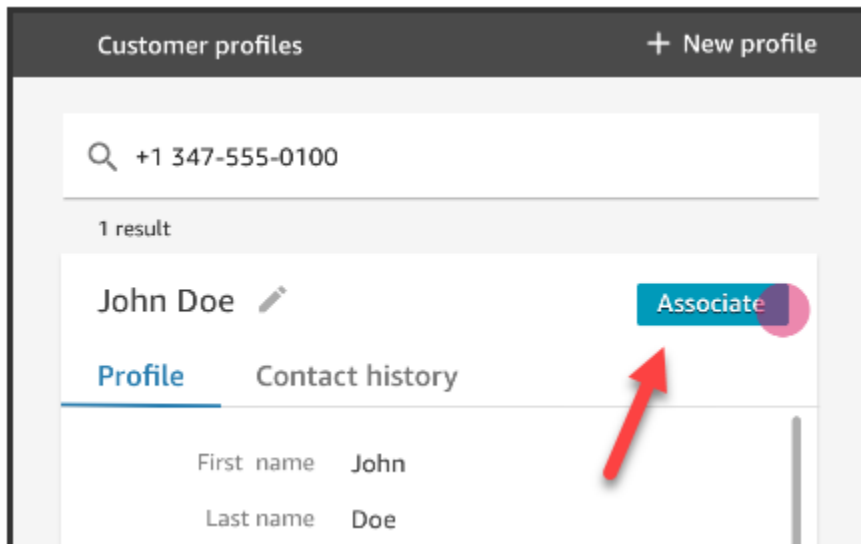 Customer profiles + New profile
+1 347-555-0100
1 result
John Doe Associate
Profile Contact history
First name John
Last name Doe